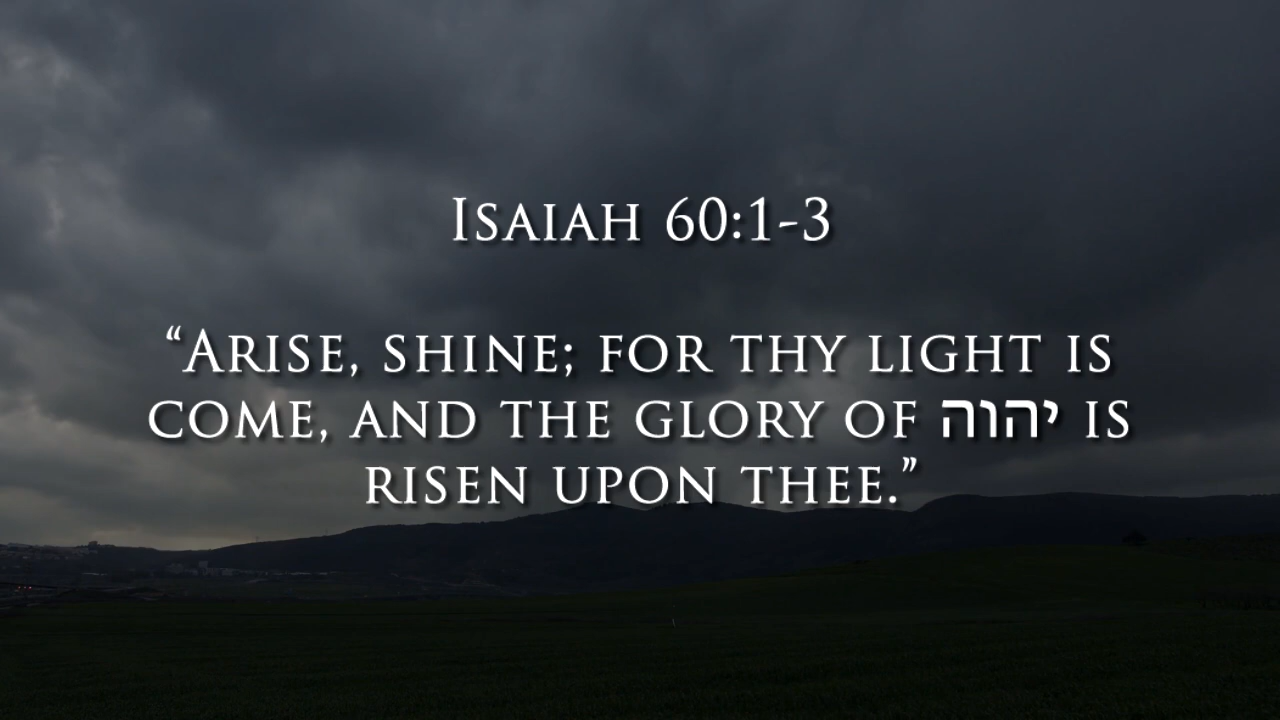 Isaiah 60:1-3
“Arise, shine; for thy light is
come, and the glory of יהוה is
risen upon thee.”